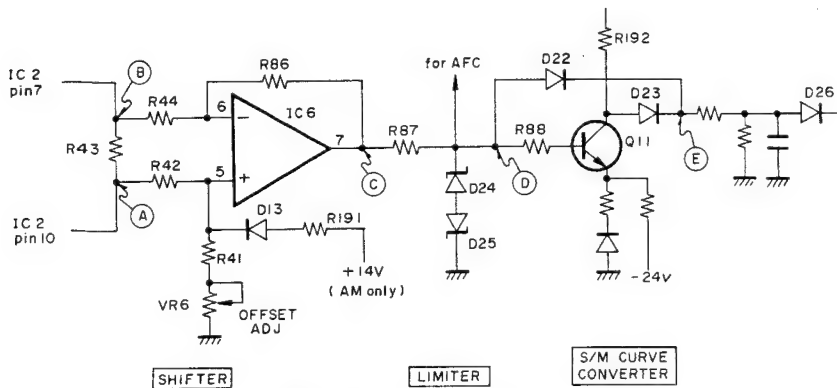 R192
IC 2
pin7
B
R86
for AFC
D22
D23
D26
R44
6
IC6
−
7
R87
R88
Q11
E
R43
R42
5
+
C
D
D24
A
D13
R191
D25
IC 2
pin10
R41
+14V
(AM only)
-24v
VR6
OFFSET
ADJ
SHIFTER
LIMITER
S/M CURVE
CONVERTER